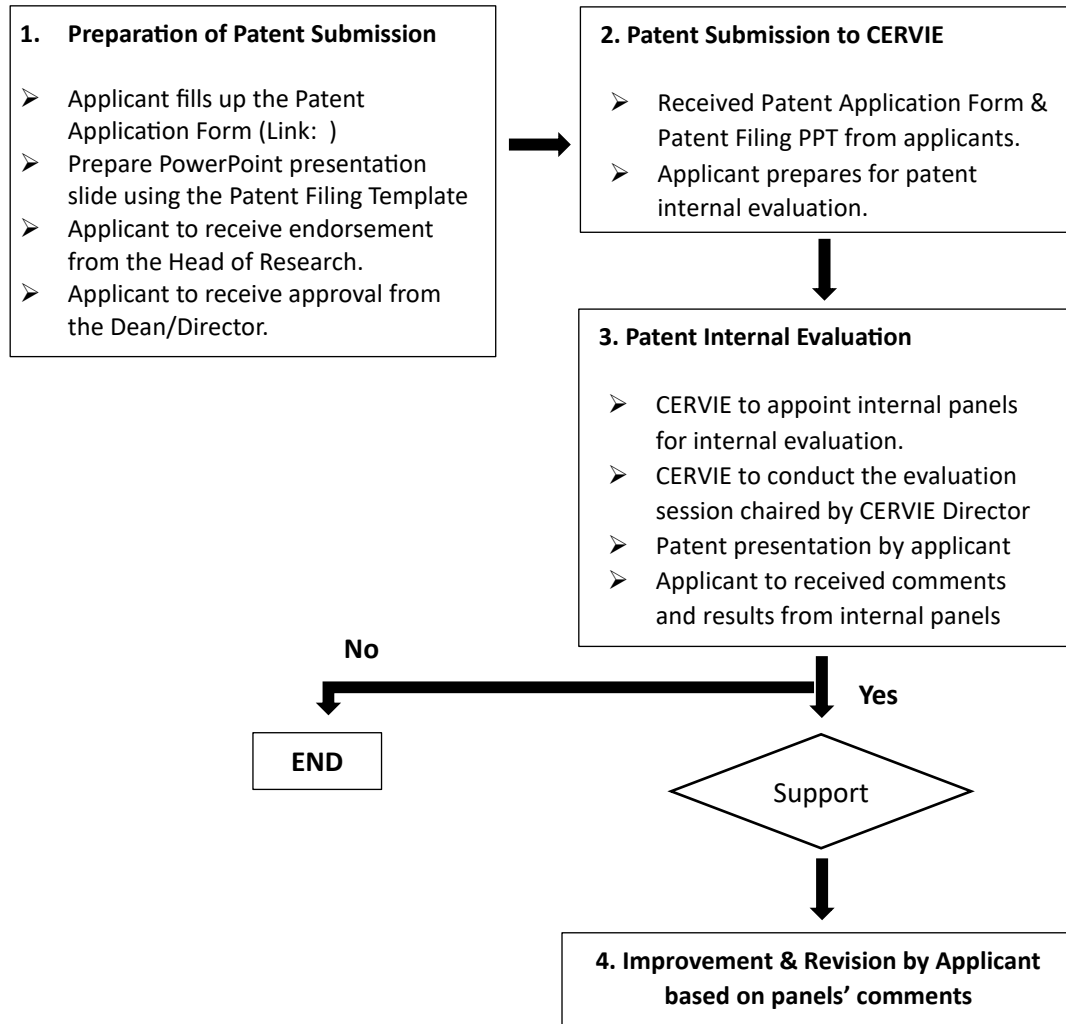 1. Preparation of Patent Submission
➢ Applicant fills up the Patent
Application Form (Link: )
➢ Prepare PowerPoint presentation
slide using the Patent Filing Template
➢ Applicant to receive endorsement
from the Head of Research.
➢ Applicant to receive approval from
the Dean/Director.
2. Patent Submission to CERVIE
➢ Received Patent Application Form &
Patent Filing PPT from applicants.
➢ Applicant prepares for patent
internal evaluation.
3. Patent Internal Evaluation
➢ CERVIE to appoint internal panels
for internal evaluation.
➢ CERVIE to conduct the evaluation
session chaired by CERVIE Director
➢ Patent presentation by applicant
➢ Applicant to received comments
and results from internal panels
No
Yes
END
Support
4. Improvement & Revision by Applicant
based on panels’ comments